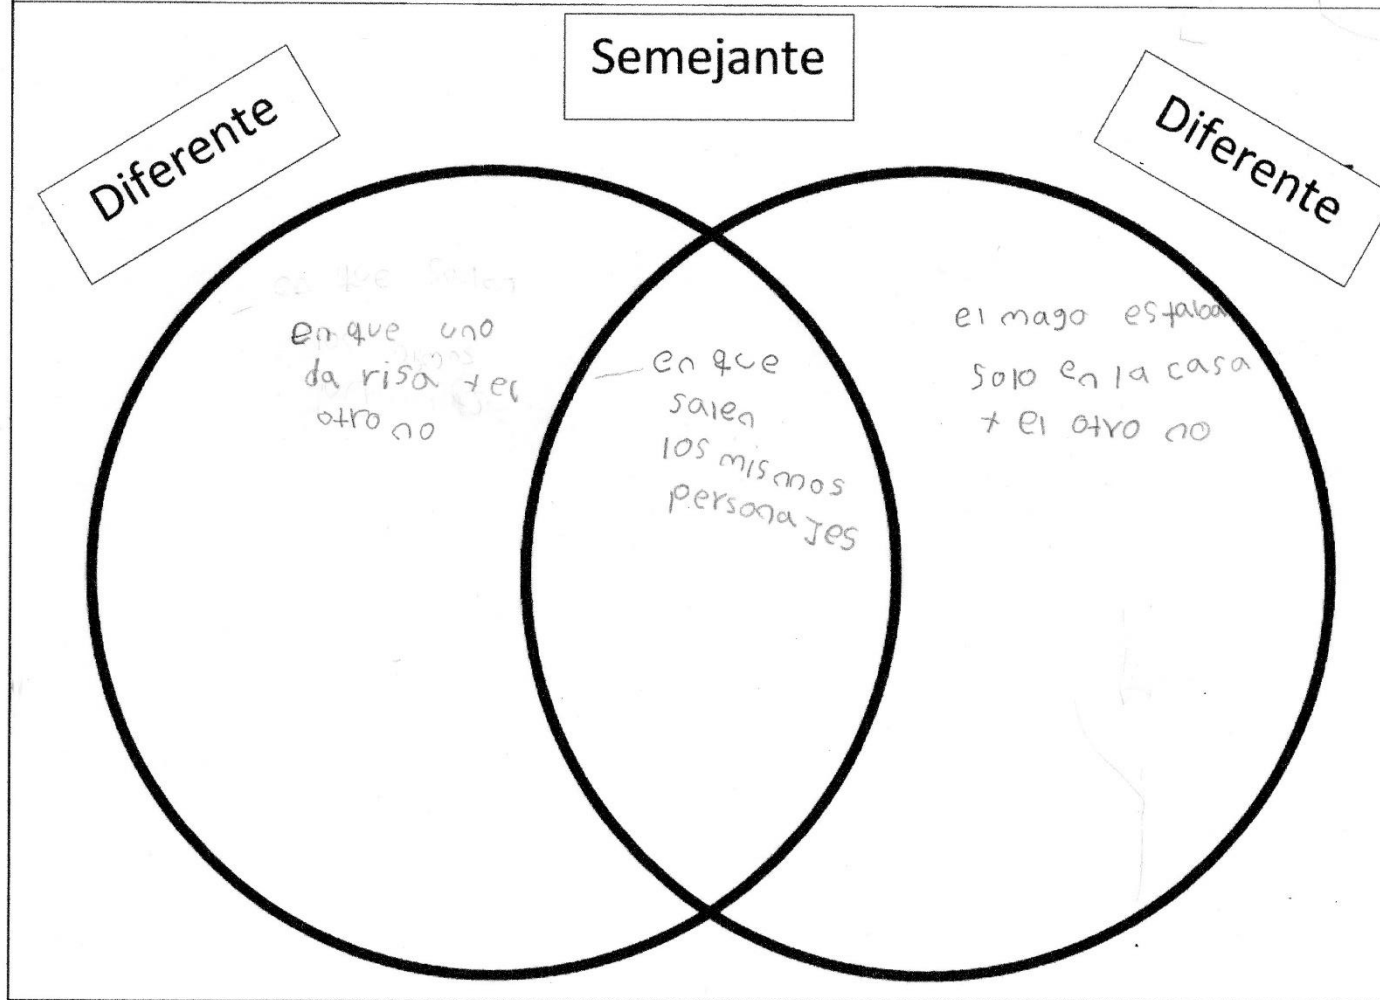 Semejante
Diferente
Diferente
en que uno
da risa y el
otro no
en que
salen
los mismos
personajes
el mago estaba
solo en la casa
y el otro no